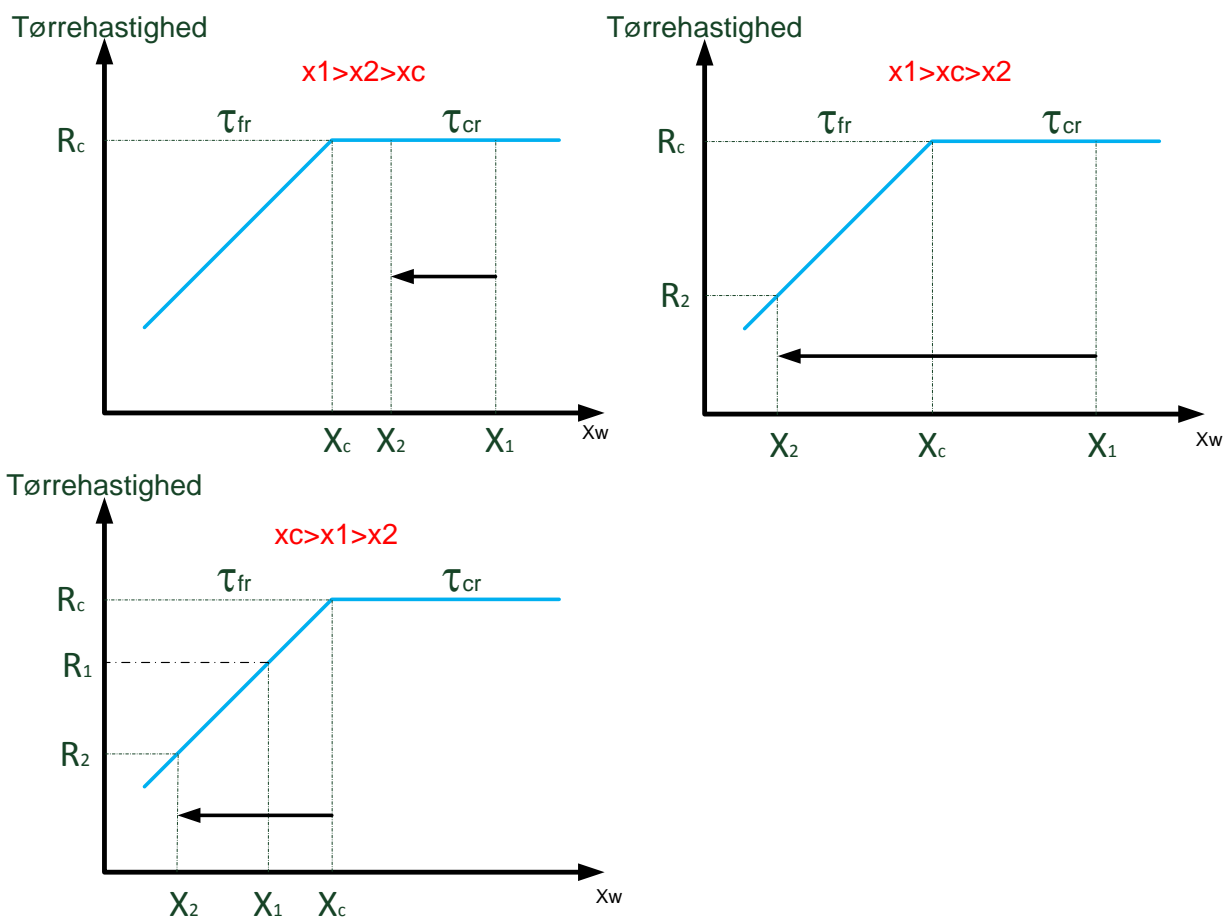 Tørrehastighed
x1>x2>xc
τfr
τcr
Rc
Xc
X2
X1
Xw
Tørrehastighed
x1>xc>x2
τfr
τcr
Rc
R2
X2
Xc
X1
Xw
Tørrehastighed
xc>x1>x2
τfr
τcr
Rc
R1
R2
X2
X1
Xc
Xw